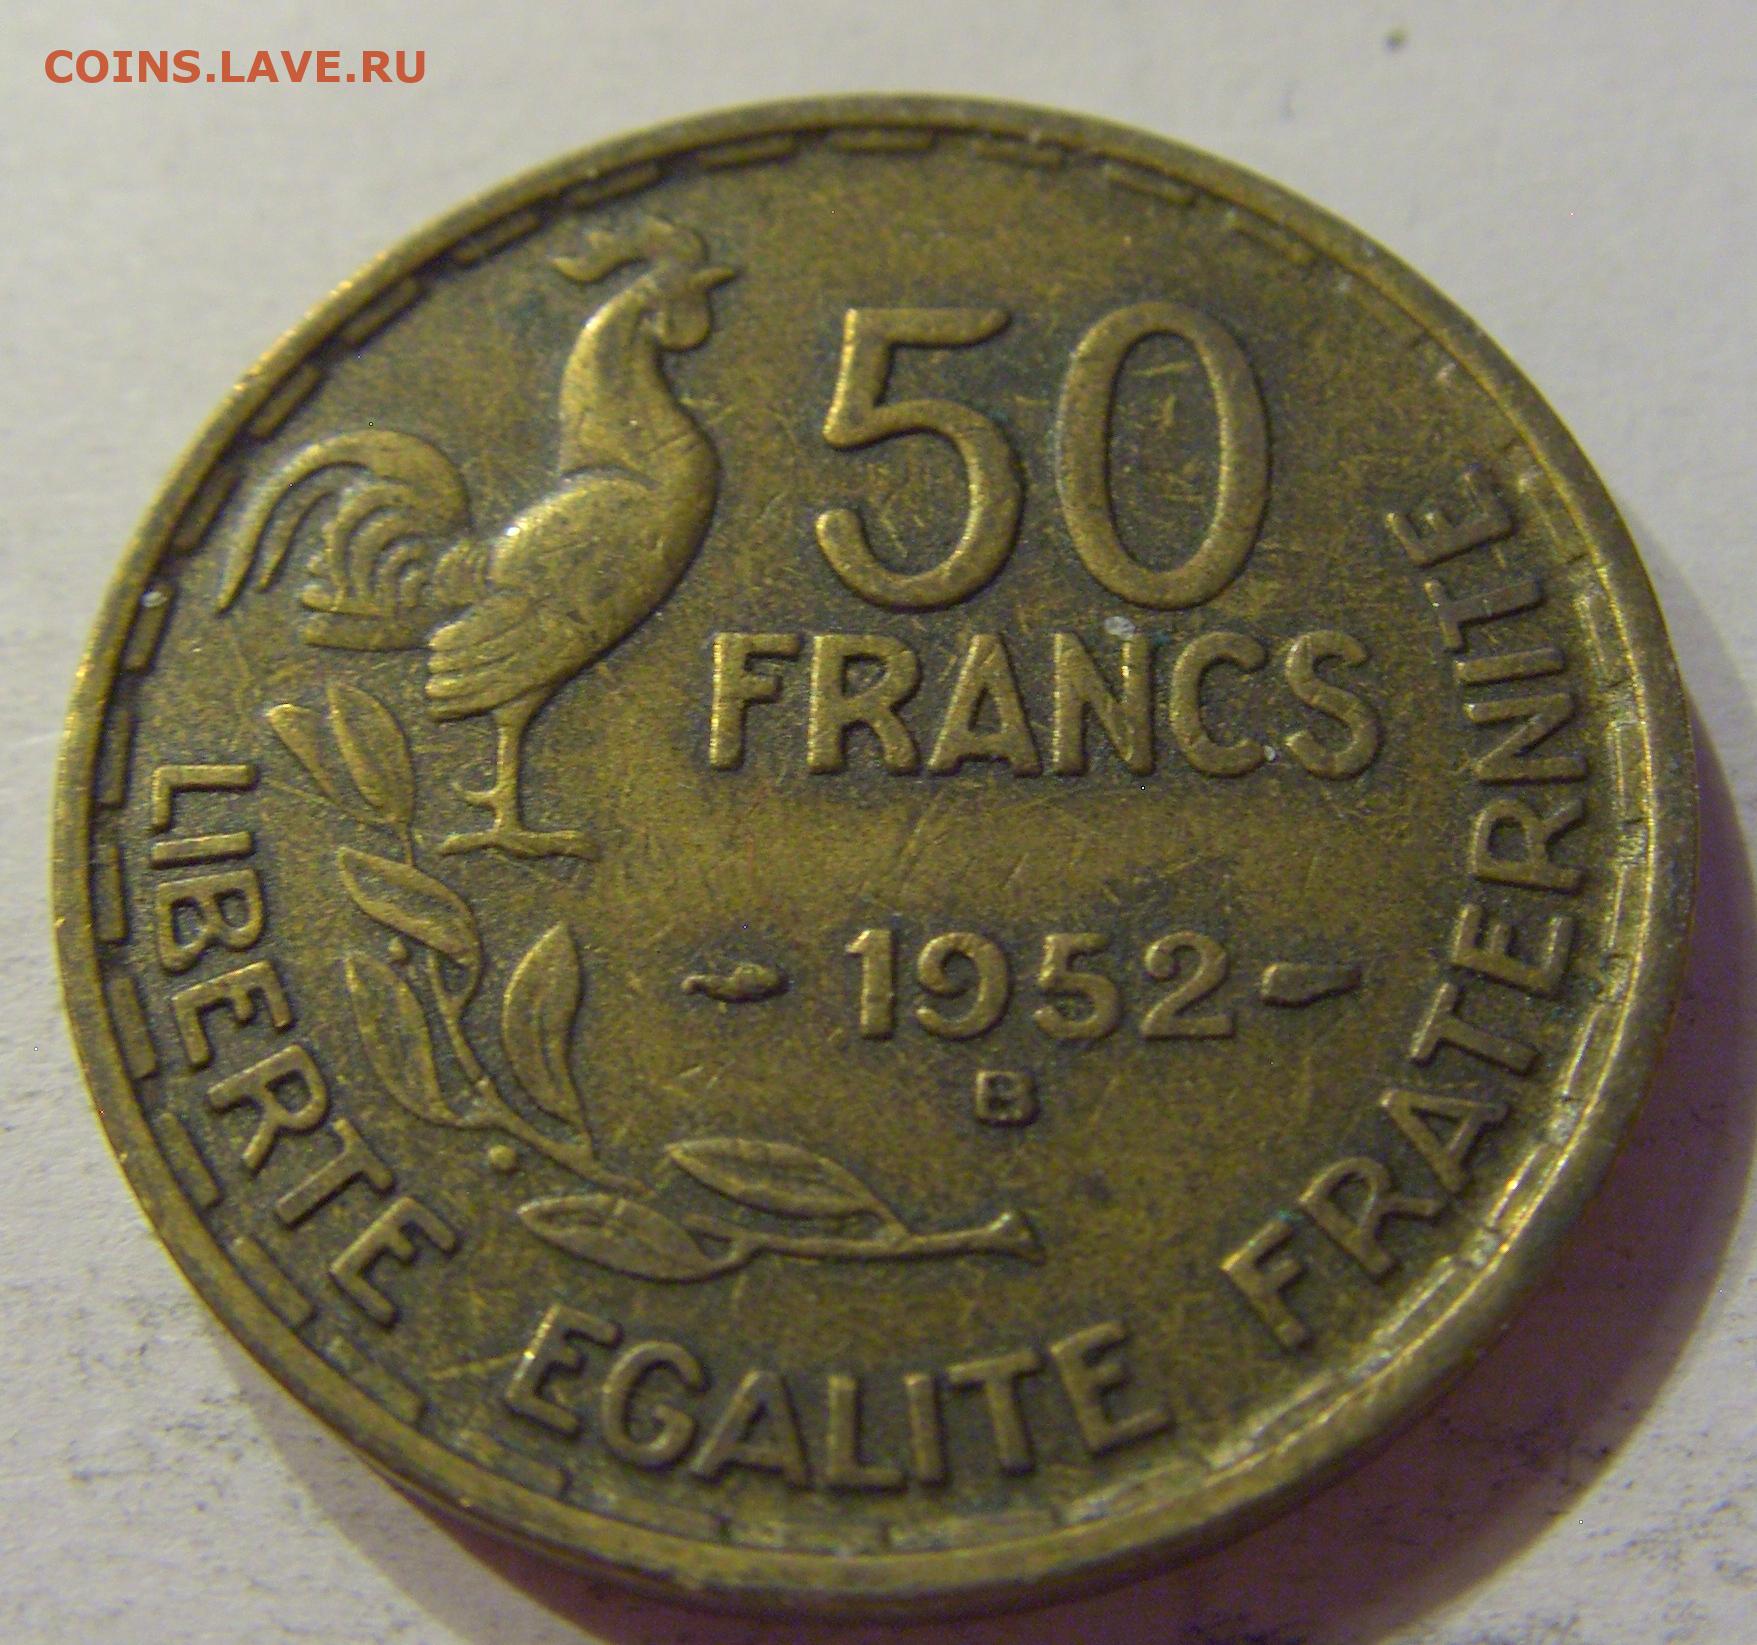 COINS.LAVE.RU
50
FRANCS
1952
B
LIBERTE EGALITE FRATERNITE